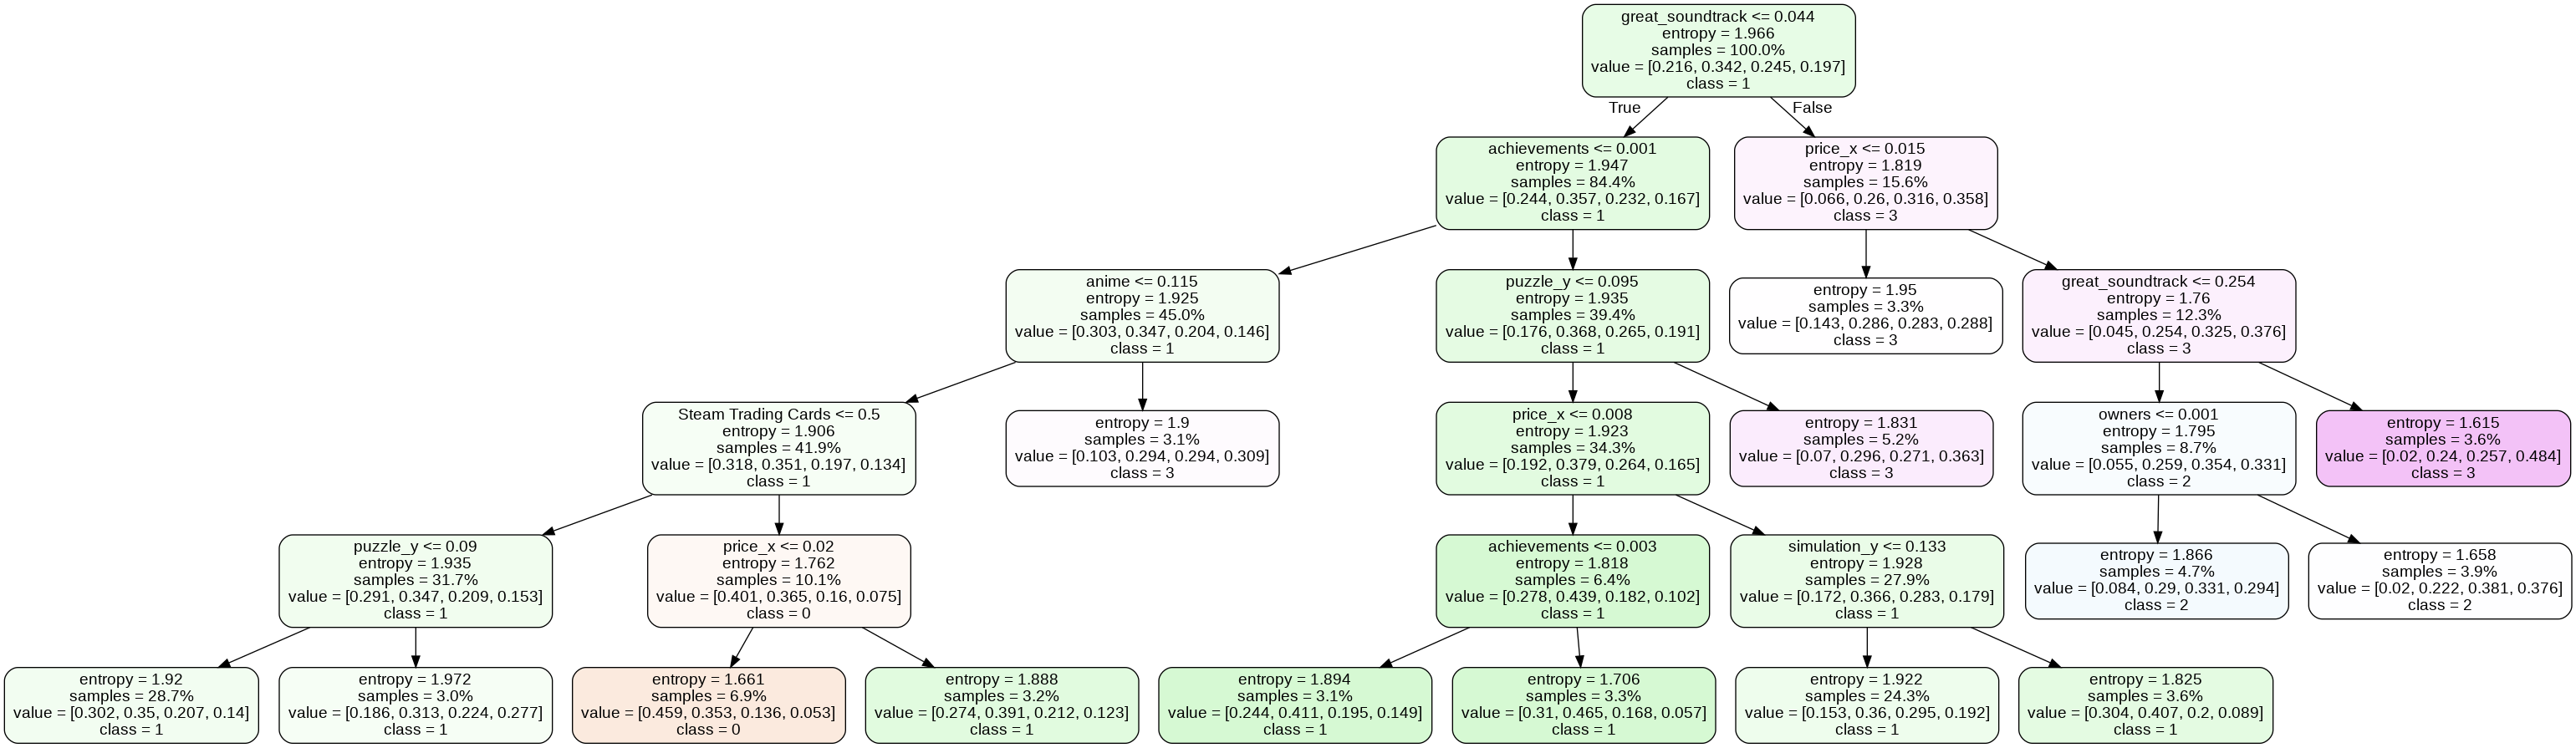 great_soundtrack <= 0.044
entropy = 1.966
samples = 100.0%
value = [0.216, 0.342, 0.245, 0.197]
class = 1
True
False
achievements <= 0.001
entropy = 1.947
samples = 84.4%
value = [0.244, 0.357, 0.232, 0.167]
class = 1
price_x <= 0.015
entropy = 1.819
samples = 15.6%
value = [0.066, 0.26, 0.316, 0.358]
class = 3
anime <= 0.115
entropy = 1.925
samples = 45.0%
value = [0.303, 0.347, 0.204, 0.146]
class = 1
puzzle_y <= 0.095
entropy = 1.935
samples = 39.4%
value = [0.176, 0.368, 0.265, 0.191]
class = 1
entropy = 1.95
samples = 3.3%
value = [0.143, 0.286, 0.283, 0.288]
class = 3
great_soundtrack <= 0.254
entropy = 1.76
samples = 12.3%
value = [0.045, 0.254, 0.325, 0.376]
class = 3
Steam Trading Cards <= 0.5
entropy = 1.906
samples = 41.9%
value = [0.318, 0.351, 0.197, 0.134]
class = 1
entropy = 1.9
samples = 3.1%
value = [0.103, 0.294, 0.294, 0.309]
class = 3
price_x <= 0.008
entropy = 1.923
samples = 34.3%
value = [0.192, 0.379, 0.264, 0.165]
class = 1
entropy = 1.831
samples = 5.2%
value = [0.07, 0.296, 0.271, 0.363]
class = 3
owners <= 0.001
entropy = 1.795
samples = 8.7%
value = [0.055, 0.259, 0.354, 0.331]
class = 2
entropy = 1.615
samples = 3.6%
value = [0.02, 0.24, 0.257, 0.484]
class = 3
puzzle_y <= 0.09
entropy = 1.935
samples = 31.7%
value = [0.291, 0.347, 0.209, 0.153]
class = 1
price_x <= 0.02
entropy = 1.762
samples = 10.1%
value = [0.401, 0.365, 0.16, 0.075]
class = 0
achievements <= 0.003
entropy = 1.818
samples = 6.4%
value = [0.278, 0.439, 0.182, 0.102]
class = 1
simulation_y <= 0.133
entropy = 1.928
samples = 27.9%
value = [0.172, 0.366, 0.283, 0.179]
class = 1
entropy = 1.866
samples = 4.7%
value = [0.084, 0.29, 0.331, 0.294]
class = 2
entropy = 1.658
samples = 3.9%
value = [0.02, 0.222, 0.381, 0.376]
class = 2
entropy = 1.92
samples = 28.7%
value = [0.302, 0.35, 0.207, 0.14]
class = 1
entropy = 1.972
samples = 3.0%
value = [0.186, 0.313, 0.224, 0.277]
class = 1
entropy = 1.661
samples = 6.9%
value = [0.459, 0.353, 0.136, 0.053]
class = 0
entropy = 1.888
samples = 3.2%
value = [0.274, 0.391, 0.212, 0.123]
class = 1
entropy = 1.894
samples = 3.1%
value = [0.244, 0.411, 0.195, 0.149]
class = 1
entropy = 1.706
samples = 3.3%
value = [0.31, 0.465, 0.168, 0.057]
class = 1
entropy = 1.922
samples = 24.3%
value = [0.153, 0.36, 0.295, 0.192]
class = 1
entropy = 1.825
samples = 3.6%
value = [0.304, 0.407, 0.2, 0.089]
class = 1